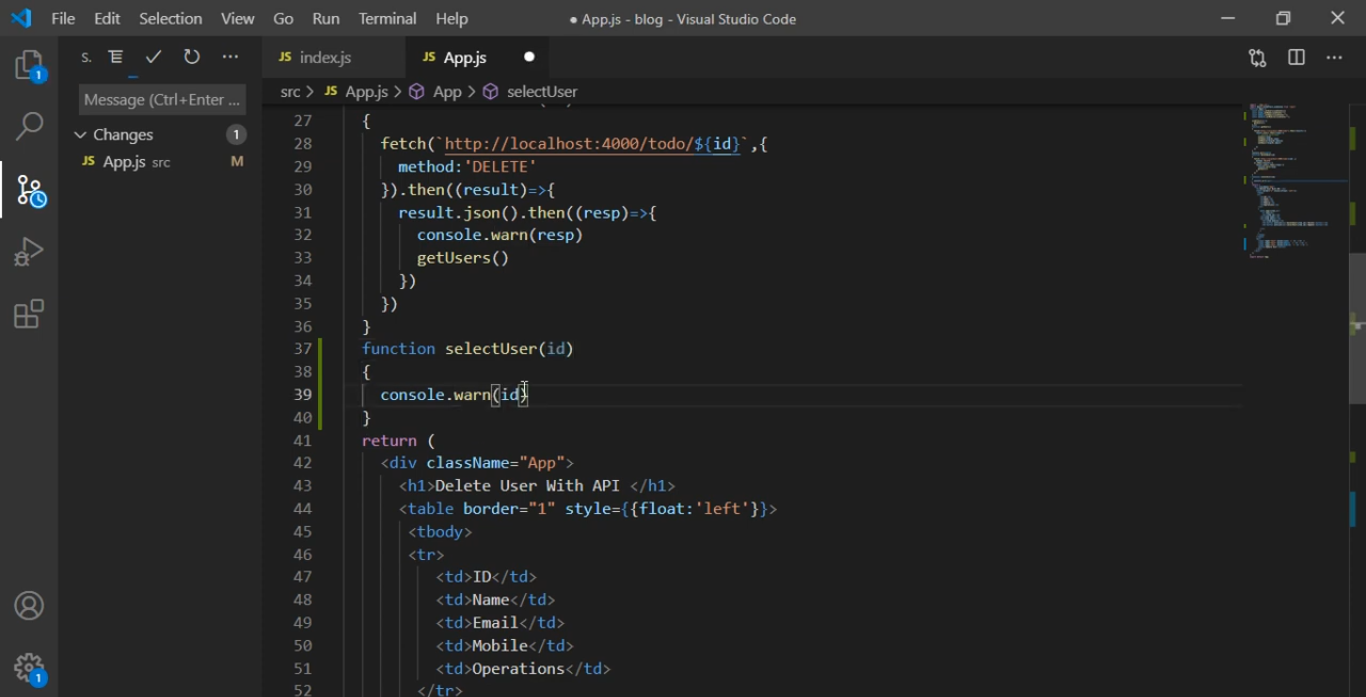 File Edit Selection View Go Run Terminal Help
● App.js - blog - Visual Studio Code
S.
JS index.js
JS App.js ●
Message (Ctrl+Enter ...
src > JS App.js > App > selectUser
Changes 1
JS App.js src M
27 {
28 fetch(`http://localhost:4000/todo/${id}`,{
29 method:'DELETE'
30 }).then((result)=>{
31 result.json().then((resp)=>{
32 console.warn(resp)
33 getUsers()
34 })
35 })
36 }
37 function selectUser(id)
38 {
39 console.warn(id)
40 }
41 return (
42 <div className="App">
43 <h1>Delete User With API </h1>
44 <table border="1" style={{float:'left'}}>
45 <tbody>
46 <tr>
47 <td>ID</td>
48 <td>Name</td>
49 <td>Email</td>
50 <td>Mobile</td>
51 <td>Operations</td>
52 </tr>
1
1